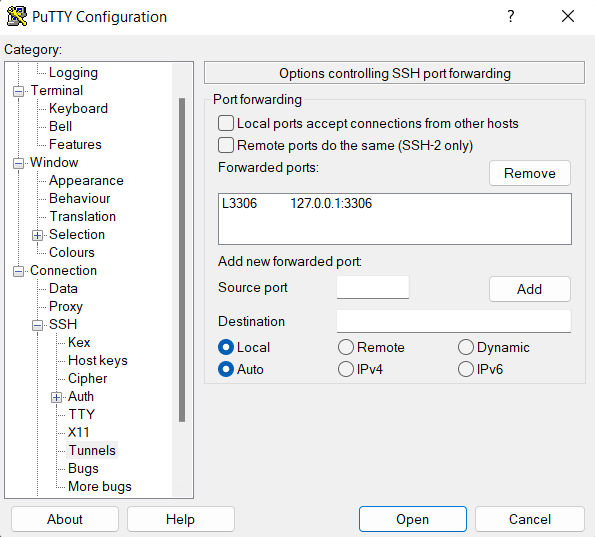 PuTTY Configuration
?
Category:
Logging
Terminal
Keyboard
Bell
Features
Window
Appearance
Behaviour
Translation
Selection
Colours
Connection
Data
Proxy
SSH
Kex
Host keys
Cipher
Auth
TTY
X11
Tunnels
Bugs
More bugs
Options controlling SSH port forwarding
Port forwarding
Local ports accept connections from other hosts
Remote ports do the same (SSH-2 only)
Forwarded ports:
Remove
L3306 127.0.0.1:3306
Add new forwarded port:
Source port
Add
Destination
Local Remote Dynamic
Auto IPv4 IPv6
About Help Open Cancel